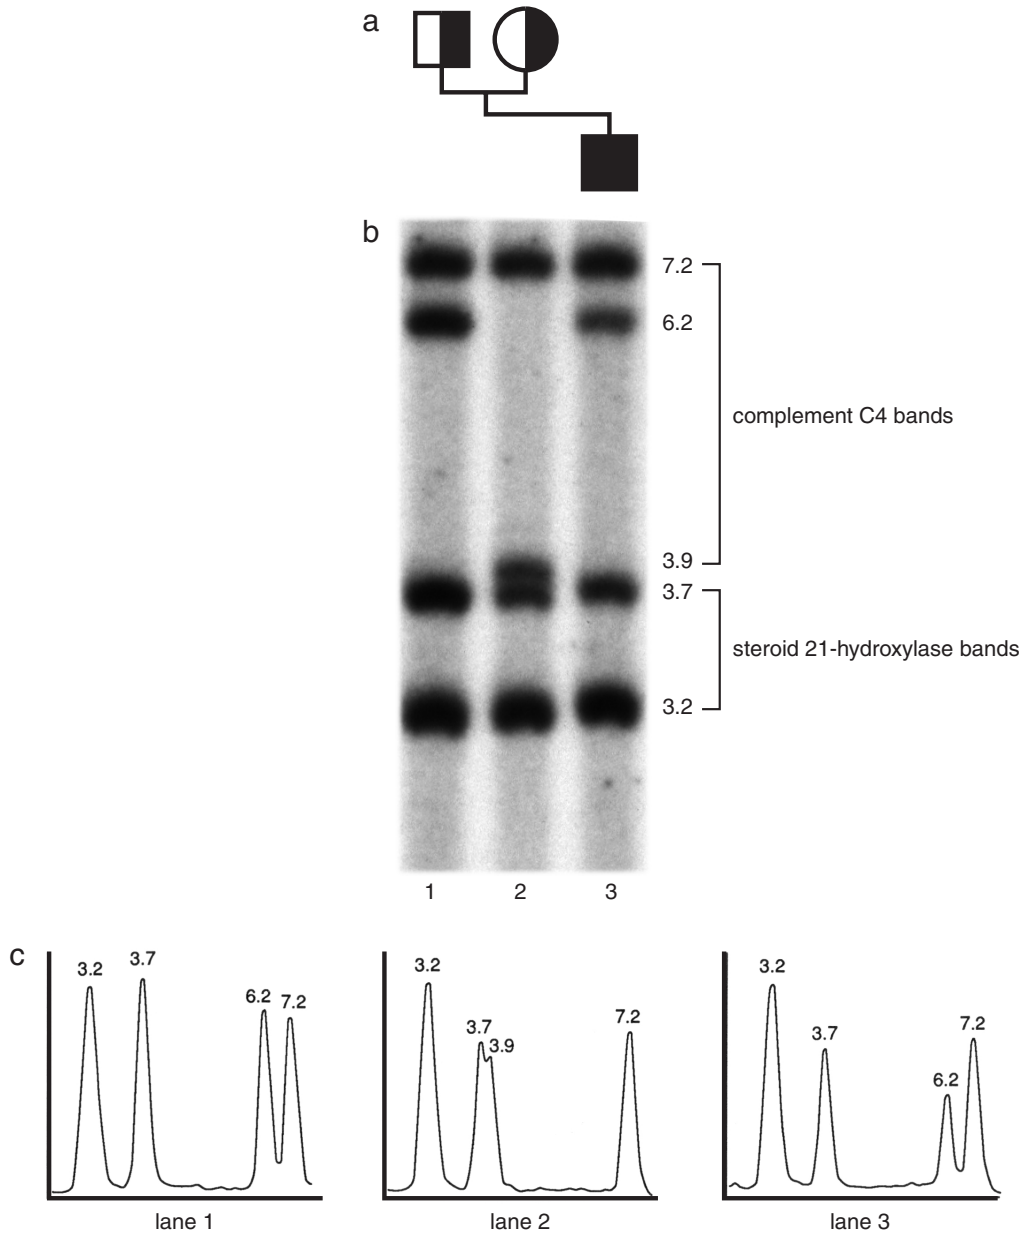 a
b
7.2
6.2
complement C4 bands
3.9
3.7
steroid 21-hydroxylase bands
3.2
1 2 3
c
3.2 3.7 6.2 7.2
3.2 3.7 3.9 7.2
3.2 3.7 6.2 7.2
lane 1 lane 2 lane 3